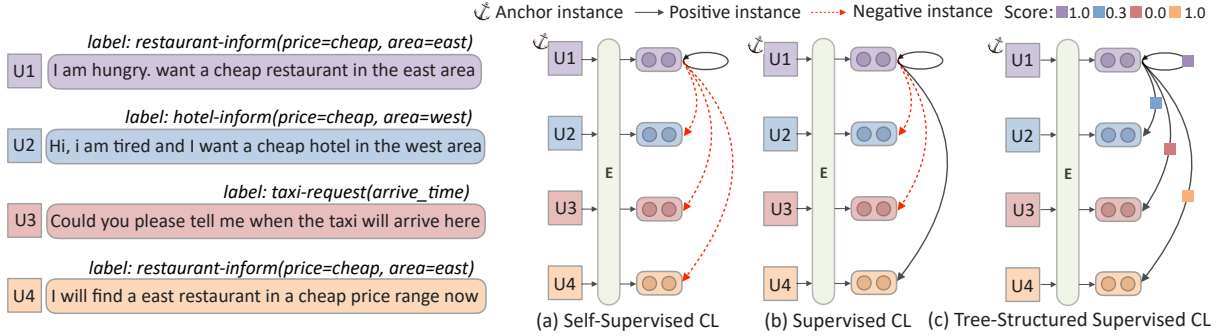 Anchor instance
Positive instance
Negative instance
Score: 1.0 0.3 0.0 1.0
label: restaurant-inform(price=cheap, area=east)
U1
I am hungry. want a cheap restaurant in the east area
label: hotel-inform(price=cheap, area=west)
U2
Hi, i am tired and I want a cheap hotel in the west area
label: taxi-request(arrive_time)
U3
Could you please tell me when the taxi will arrive here
label: restaurant-inform(price=cheap, area=east)
U4
I will find a east restaurant in a cheap price range now
U1
U2
U3
U4
E
(a) Self-Supervised CL
U1
U2
U3
U4
E
(b) Supervised CL
U1
U2
U3
U4
E
(c) Tree-Structured Supervised CL